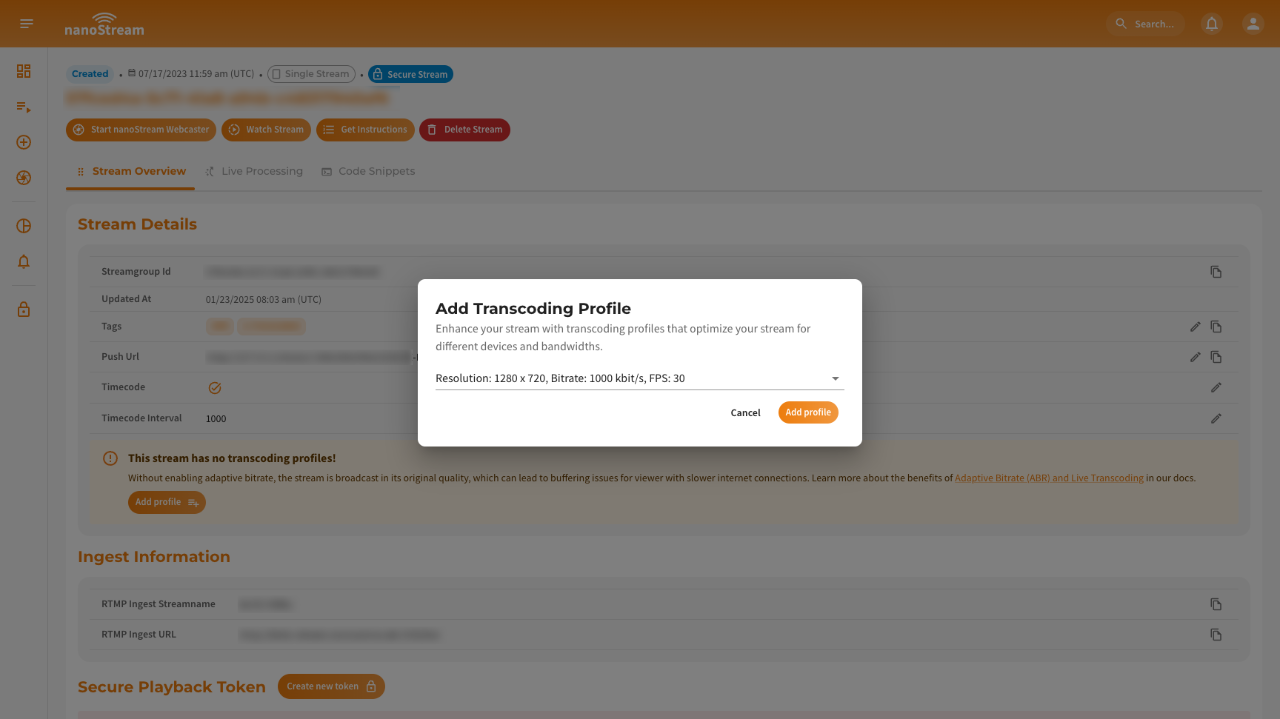 nanoStream
Search...
Created • 07/17/2023 11:59 am (UTC) • Single Stream • Secure Stream
Start nanoStream Webcaster
Watch Stream
Get Instructions
Delete Stream
Stream Overview
Live Processing
Code Snippets
Stream Details
Streamgroup Id
Updated At 01/23/2025 08:03 am (UTC)
Tags
Push Url
Timecode
Timecode Interval 1000
Add Transcoding Profile
Enhance your stream with transcoding profiles that optimize your stream for
different devices and bandwidths.
Resolution: 1280 x 720, Bitrate: 1000 kbit/s, FPS: 30
Cancel
Add profile
This stream has no transcoding profiles!
Without enabling adaptive bitrate, the stream is broadcast in its original quality, which can lead to buffering issues for viewer with slower internet connections. Learn more about the benefits of Adaptive Bitrate (ABR) and Live Transcoding in our docs.
Add profile
Ingest Information
RTMP Ingest Streamname
RTMP Ingest URL
Secure Playback Token
Create new token